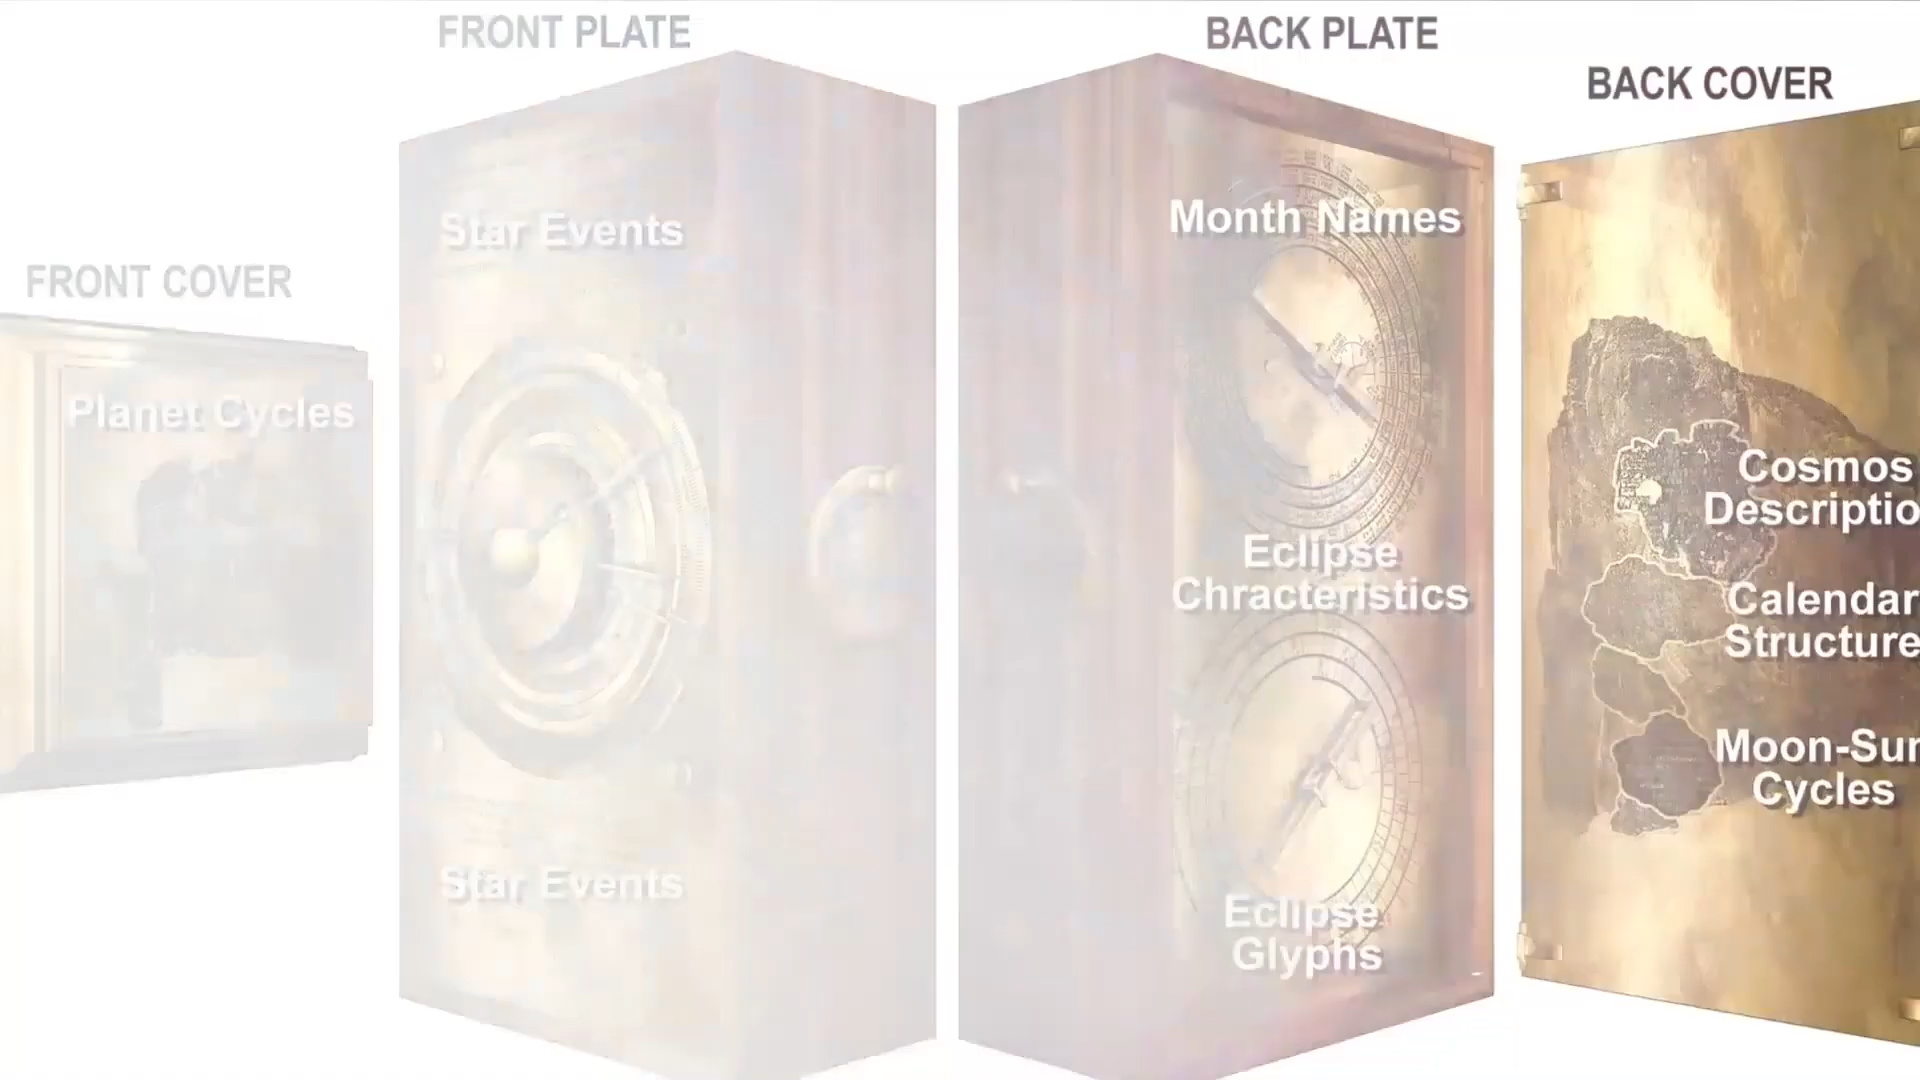 FRONT COVER
Planet Cycles
FRONT PLATE
Star Events
Star Events
BACK PLATE
Month Names
Eclipse
Chracteristics
Eclipse
Glyphs
BACK COVER
Cosmos
Descriptio
Calendar
Structure
Moon-Sun
Cycles